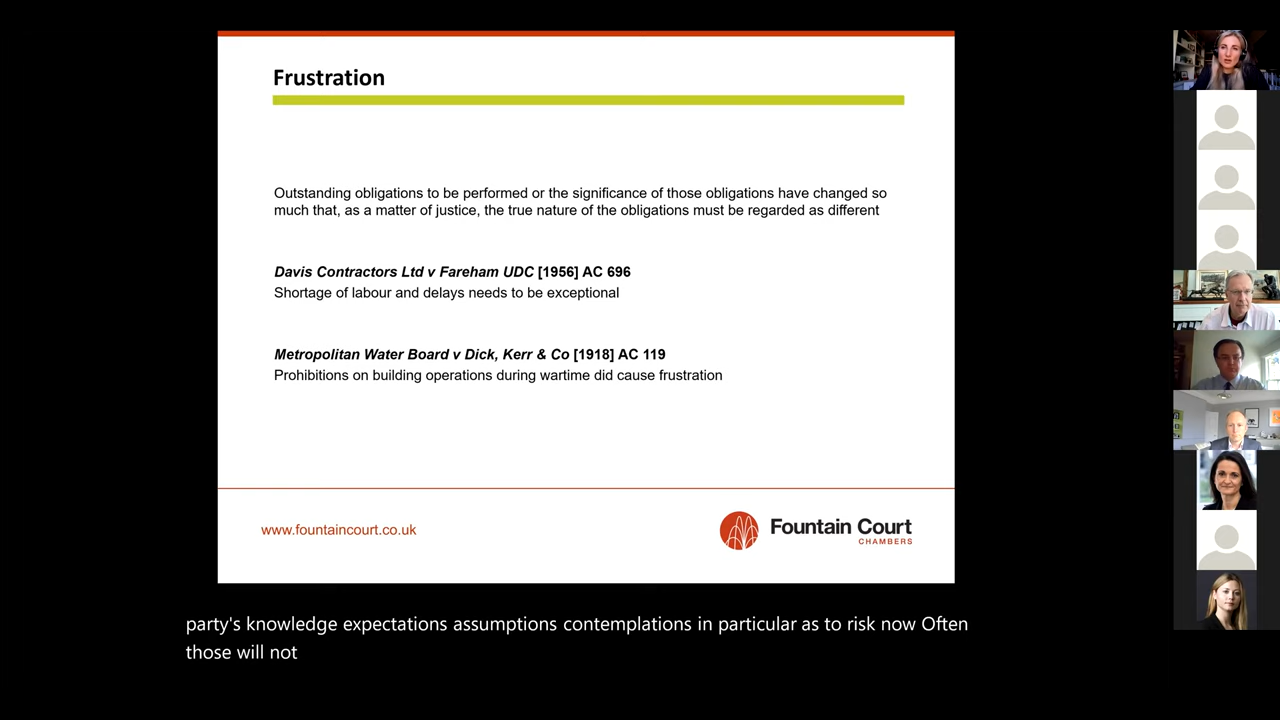 Frustration
Outstanding obligations to be performed or the significance of those obligations have changed so
much that, as a matter of justice, the true nature of the obligations must be regarded as different
Davis Contractors Ltd v Fareham UDC [1956] AC 696
Shortage of labour and delays needs to be exceptional
Metropolitan Water Board v Dick, Kerr & Co [1918] AC 119
Prohibitions on building operations during wartime did cause frustration
www.fountaincourt.co.uk
Fountain Court
CHAMBERS
party's knowledge expectations assumptions contemplations in particular as to risk now Often
those will not